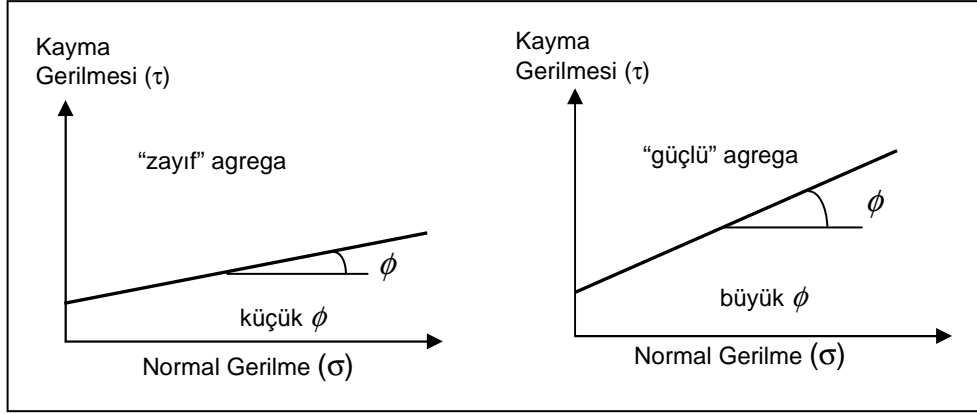 Kayma
Gerilmesi (τ)
“zayıf” agrega
ϕ
küçük ϕ
Normal Gerilme (σ)
Kayma
Gerilmesi (τ)
“güçlü” agrega
ϕ
büyük ϕ
Normal Gerilme (σ)